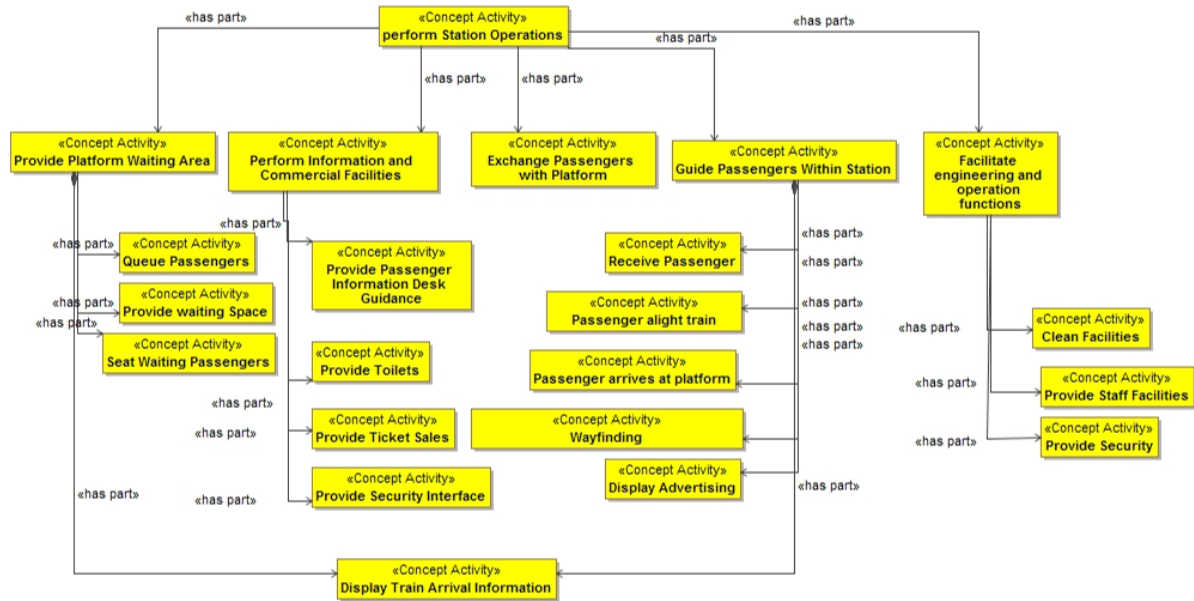 «has part»
«Concept Activity»
perform Station Operations
«has part»
«has part»
«has part»
«has part»
«Concept Activity»
Provide Platform Waiting Area
«Concept Activity»
Perform Information and
Commercial Facilities
«Concept Activity»
Exchange Passengers
with Platform
«Concept Activity»
Guide Passengers Within Station
«Concept Activity»
Facilitate
engineering and
operation
functions
«has part»
«Concept Activity»
Queue Passengers
«has part»
«Concept Activity»
Provide waiting Space
«has part»
«Concept Activity»
Seat Waiting Passengers
«has part»
«has part»
«Concept Activity»
Provide Passenger
Information Desk
Guidance
«Concept Activity»
Provide Toilets
«has part»
«Concept Activity»
Provide Ticket Sales
«has part»
«Concept Activity»
Provide Security Interface
«has part»
«Concept Activity»
Receive Passenger
«has part»
«has part»
«Concept Activity»
Passenger alight train
«has part»
«has part»
«has part»
«Concept Activity»
Passenger arrives at platform
«Concept Activity»
Wayfinding
«Concept Activity»
Display Advertising
«has part»
«Concept Activity»
Clean Facilities
«has part»
«Concept Activity»
Provide Staff Facilities
«Concept Activity»
Provide Security
«has part»
«has part»
«Concept Activity»
Display Train Arrival Information